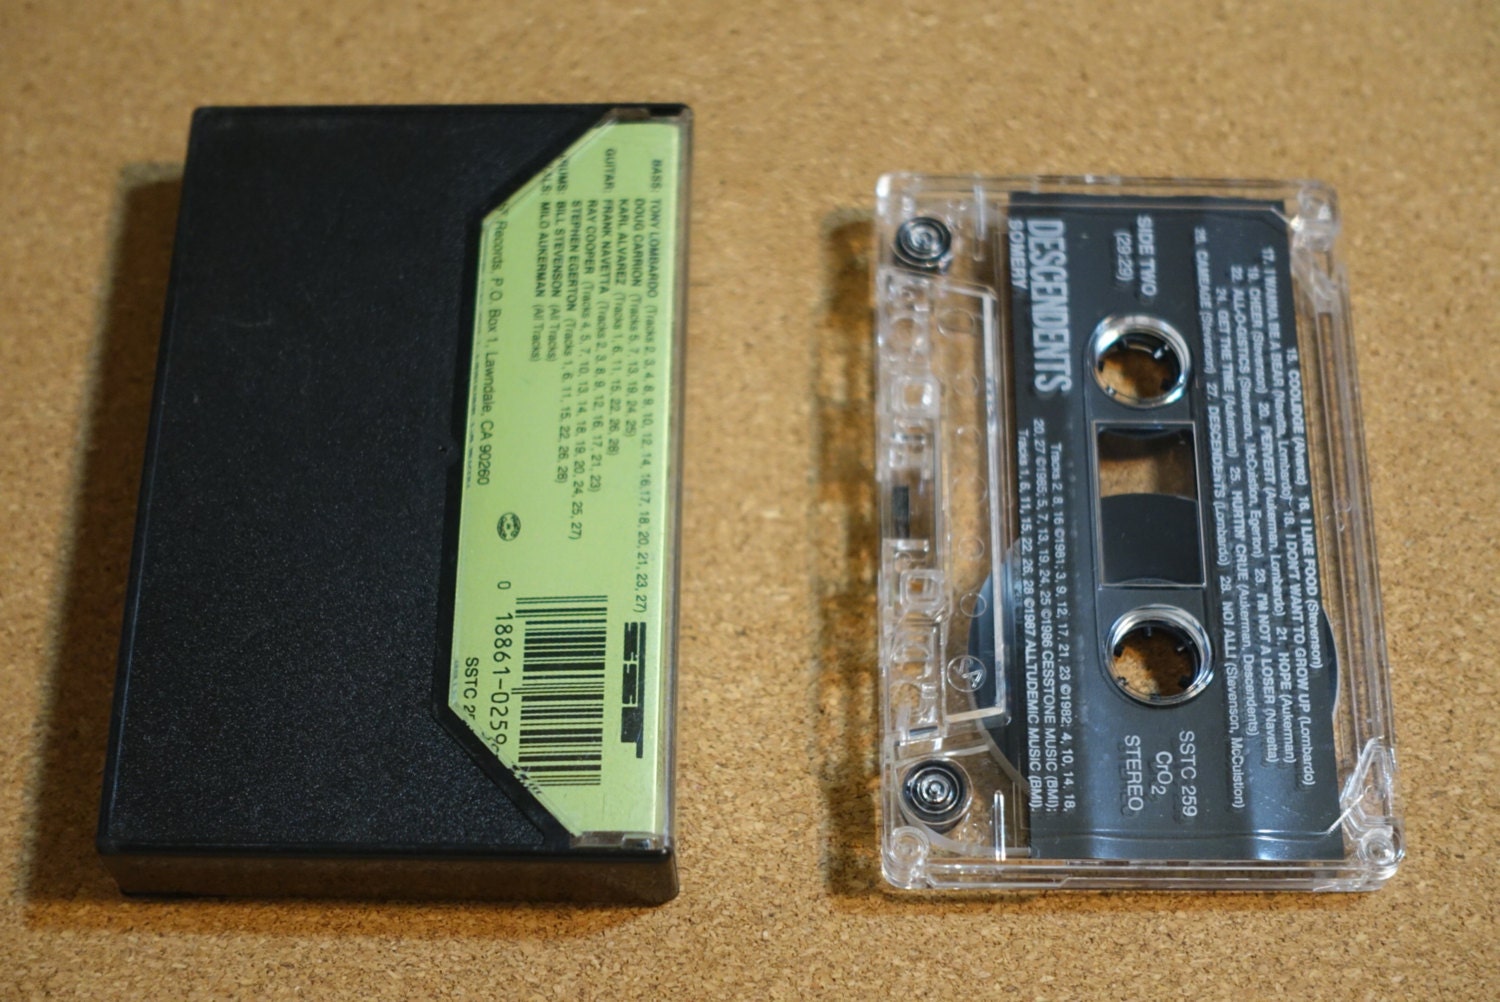 BASS: TONY LOMBARDO (Tracks 2, 3, 4, 8, 9, 10, 12, 14, 16, 17, 18, 20, 21, 23, 27)
DOUG CARRION (Tracks 5, 7, 13, 19, 24, 25)
KARL ALVAREZ (Tracks 1, 6, 11, 15, 22, 26, 28)
GUITAR: FRANK NAVETTA (Tracks 2, 3, 8, 9, 12, 16, 17, 21, 23)
RAY COOPER (Tracks 4, 5, 7, 10, 13, 14, 18, 19, 20, 24, 25, 27)
STEPHEN EGERTON (Tracks 1, 6, 11, 15, 22, 26, 28)
UMS: BILL STEVENSON (All Tracks)
ALS: MILO AUKERMAN (All Tracks)
Records, P.O. Box 1, Lawndale, CA 90260
SST
0 18861-0259
SSTC 25
15. COOLIDGE (Alvarez) 16. I LIKE FOOD (Stevenson)
17. I WANNA BE A BEAR (Navetta, Lombardo) 18. I DON'T WANT TO GROW UP (Lombardo)
19. CHEER (Stevenson) 20. PERVERT (Aukerman, Lombardo) 21. HOPE (Aukerman)
22. ALL-O-GISTICS (Stevenson, McCuistion, Egerton) 23. I'M NOT A LOSER (Navetta)
24. GET THE TIME (Aukerman) 25. HURTIN' CRUE (Aukerman, Descendents)
26. CAMEAGE (Stevenson) 27. DESCENDENTS (Lombardo) 28. NO! ALL! (Stevenson, McCuistion)
SIDE TWO
(29:29)
SSTC 259
CrO2
STEREO
DESCENDENTS
SOMERY
Tracks 2, 8, 16 ©1981; 3, 9, 12, 17, 21, 23 ©1982; 4, 10, 14, 18,
20, 27 ©1985; 5, 7, 13, 19, 24, 25 ©1986 CESSTONE MUSIC (BMI);
Tracks 1, 6, 11, 15, 22, 26, 28 ©1987 ALLTUDEMIC MUSIC (BMI).